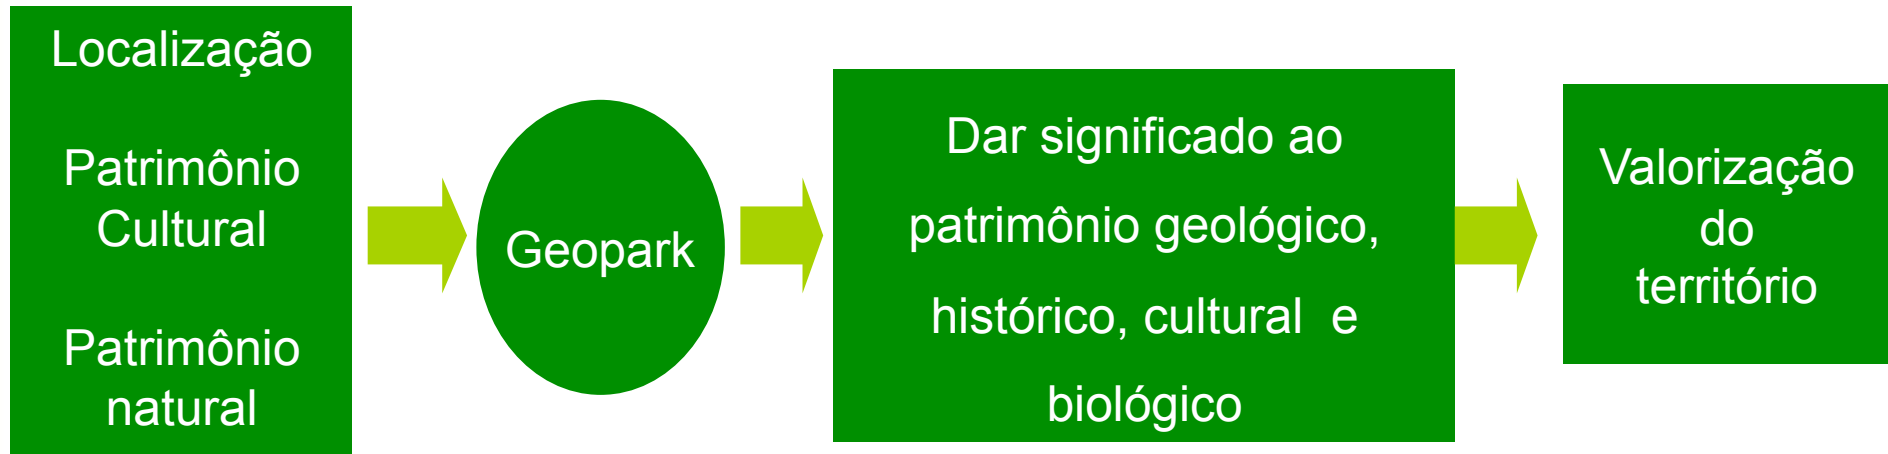 Localização
Patrimônio
Cultural
Patrimônio
natural
Geopark
Dar significado ao
patrimônio geológico,
histórico, cultural e
biológico
Valorização
do
território